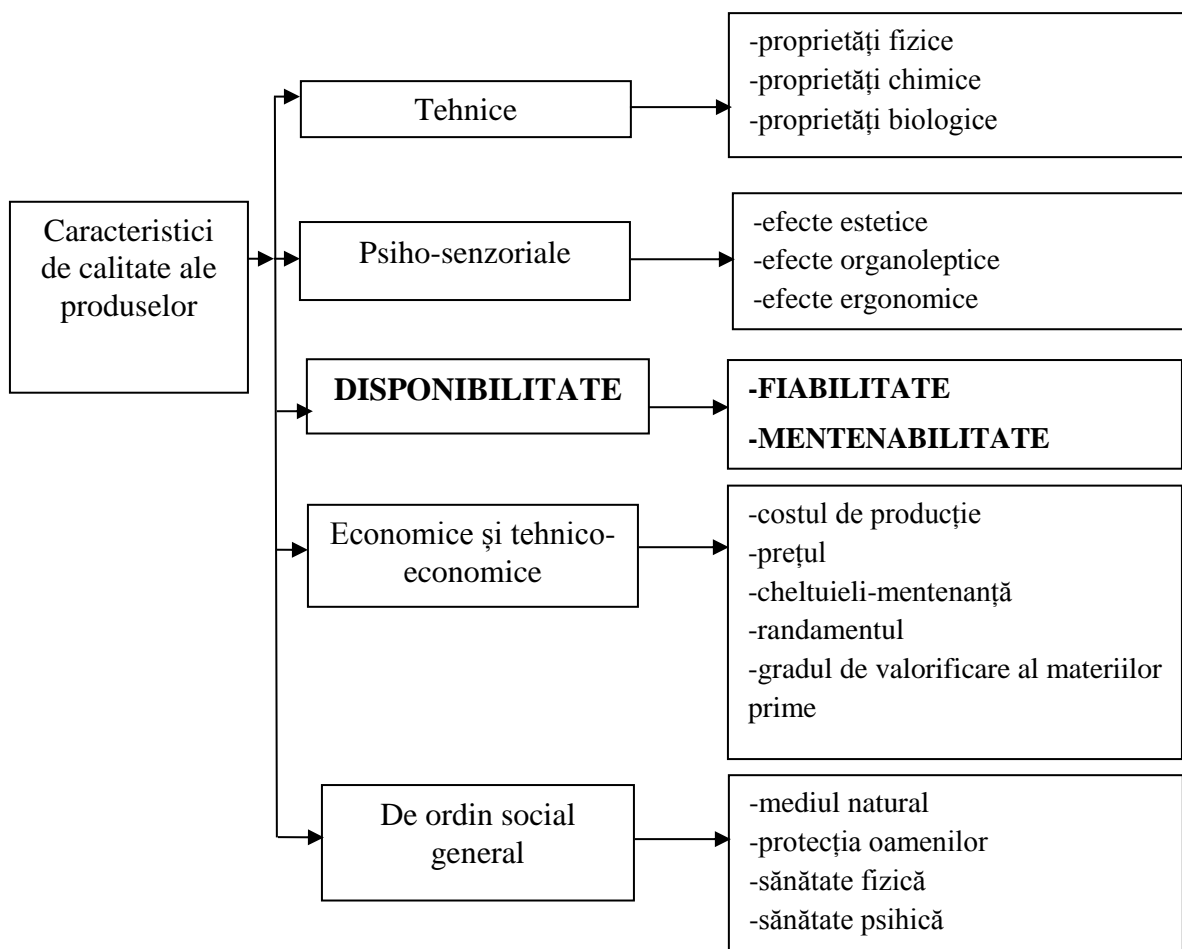 Caracteristici
de calitate ale
produselor
Tehnice
-proprietăți fizice
-proprietăți chimice
-proprietăți biologice
Psiho-senzoriale
-efecte estetice
-efecte organoleptice
-efecte ergonomice
DISPONIBILITATE
-FIABILITATE
-MENTENABILITATE
Economice și tehnico-
economice
-costul de producție
-prețul
-cheltuieli-mentenanță
-randamentul
-gradul de valorificare al materiilor
prime
De ordin social
general
-mediul natural
-protecția oamenilor
-sănătate fizică
-sănătate psihică